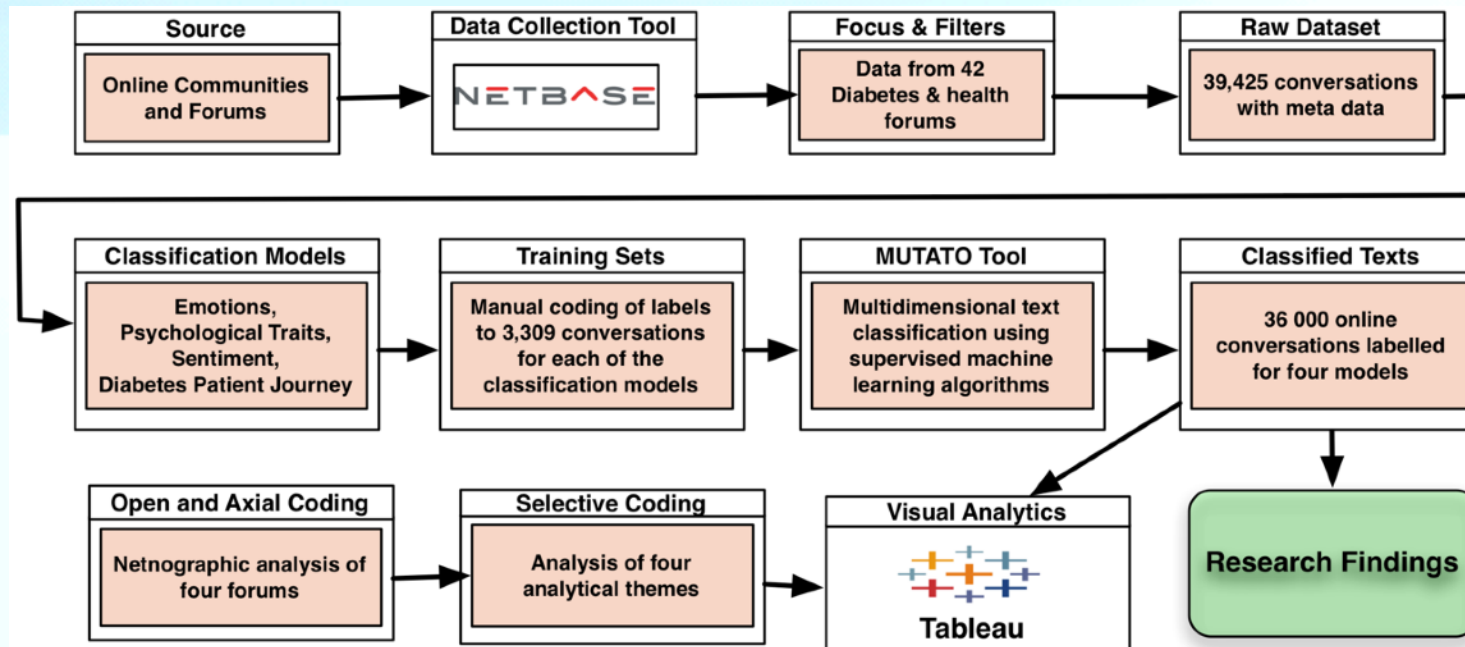 Source
Online Communities
and Forums
Data Collection Tool
NETBASE
Focus & Filters
Data from 42
Diabetes & health
forums
Raw Dataset
39,425 conversations
with meta data
Classification Models
Emotions,
Psychological Traits,
Sentiment,
Diabetes Patient Journey
Training Sets
Manual coding of labels
to 3,309 conversations
for each of the
classification models
MUTATO Tool
Multidimensional text
classification using
supervised machine
learning algorithms
Classified Texts
36 000 online
conversations labelled
for four models
Open and Axial Coding
Netnographic analysis of
four forums
Selective Coding
Analysis of four
analytical themes
Visual Analytics
Tableau
Research Findings